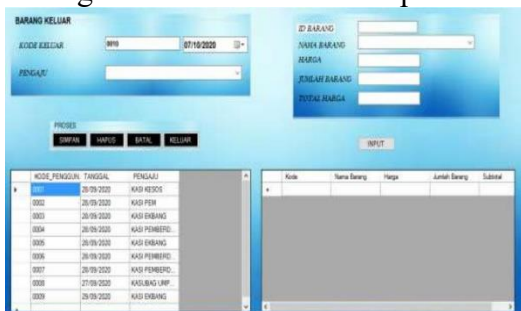 BARANG KELUAR
KODE KELUAR 0010 07/10/2020
PENGAJU
ID BARANG
NAMA BARANG
HARGA
JUMLAH BARANG
TOTAL HARGA
PROSES
SIMPAN HAPUS BATAL KELUAR
INPUT
KODE_PENGGUN.. TANGGAL PENGAJU
0001 26/09/2020 KASI KESOS
0002 26/09/2020 KASI PEM
0003 26/09/2020 KASI EKBANG
0004 26/09/2020 KASI PEMBERD...
0005 26/09/2020 KASI EKBANG
0006 26/09/2020 KASI PEMBERD...
0007 26/09/2020 KASI PEMBERD...
0008 27/09/2020 KASUBAG UMP...
0009 29/09/2020 KASI EKBANG
Kode Nama Barang Harga Jumlah Barang Subtotal